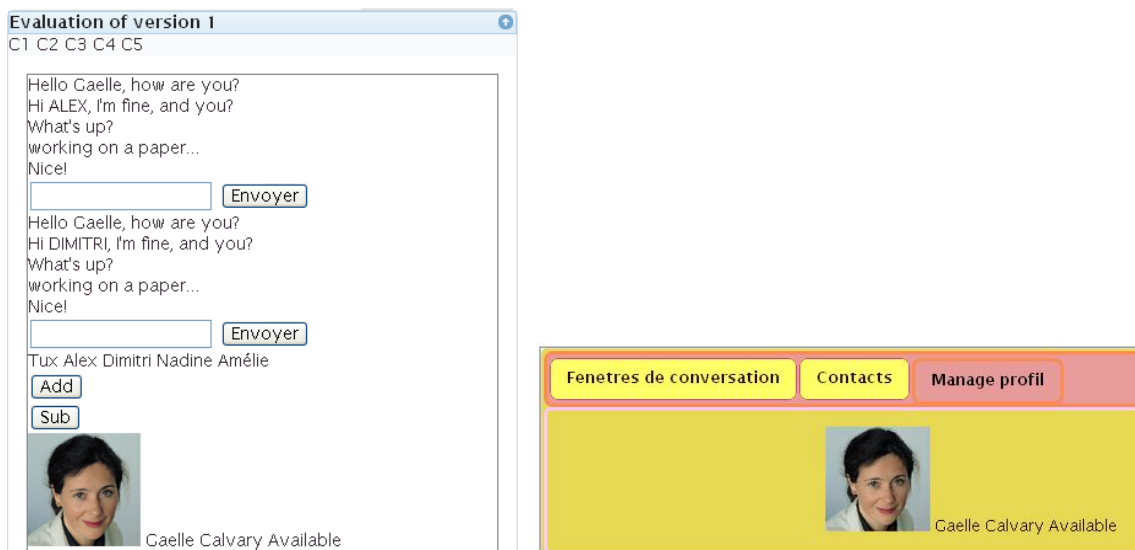 Evaluation of version 1
C1 C2 C3 C4 C5
Hello Gaelle, how are you?
Hi ALEX, I'm fine, and you?
What's up?
working on a paper...
Nice!
Envoyer
Hello Gaelle, how are you?
Hi DIMITRI, I'm fine, and you?
What's up?
working on a paper...
Nice!
Envoyer
Tux Alex Dimitri Nadine Amélie
Add
Sub
Gaelle Calvary Available
Fenetres de conversation Contacts Manage profil
Gaelle Calvary Available